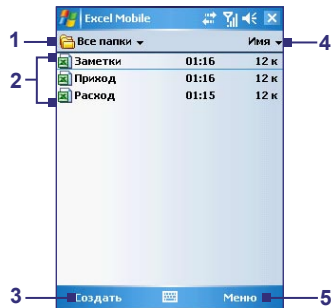 Excel Mobile
1 Все папки Имя 4
2
Заметки 01:16 12 к
Приход 01:16 12 к
Расход 01:15 12 к
3 Создать Меню 5